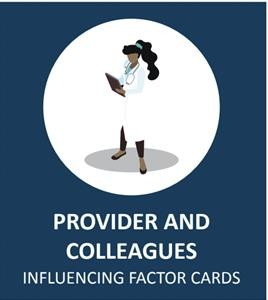 PROVIDER AND
COLLEAGUES
INFLUENCING FACTOR CARDS